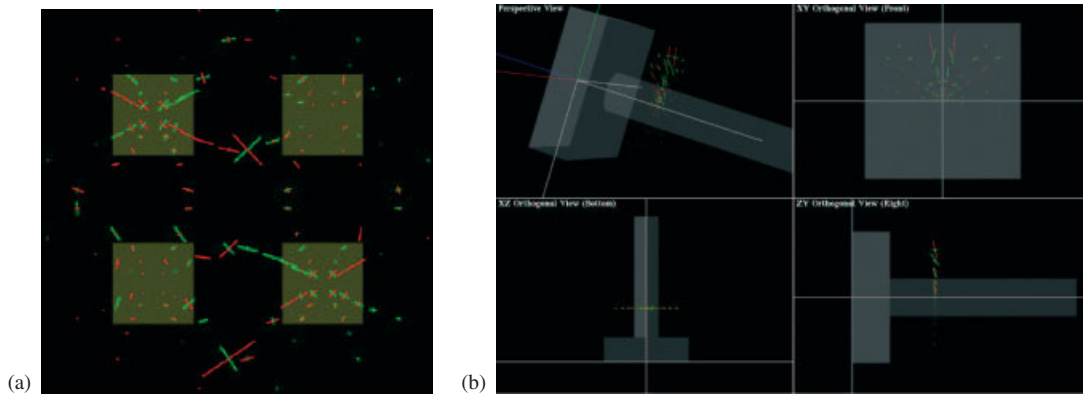 Perspective View
XY Orthogonal View (Front)
XZ Orthogonal View (Bottom)
ZY Orthogonal View (Right)
(a)
(b)